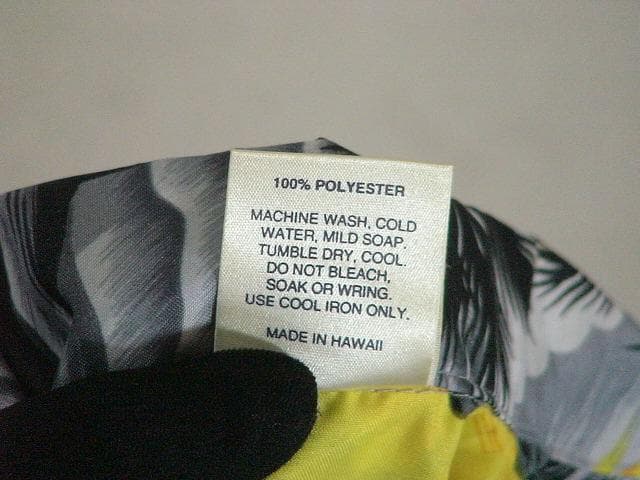 100% POLYESTER
MACHINE WASH, COLD
WATER, MILD SOAP.
TUMBLE DRY, COOL.
DO NOT BLEACH,
SOAK OR WRING.
USE COOL IRON ONLY.
MADE IN HAWAII